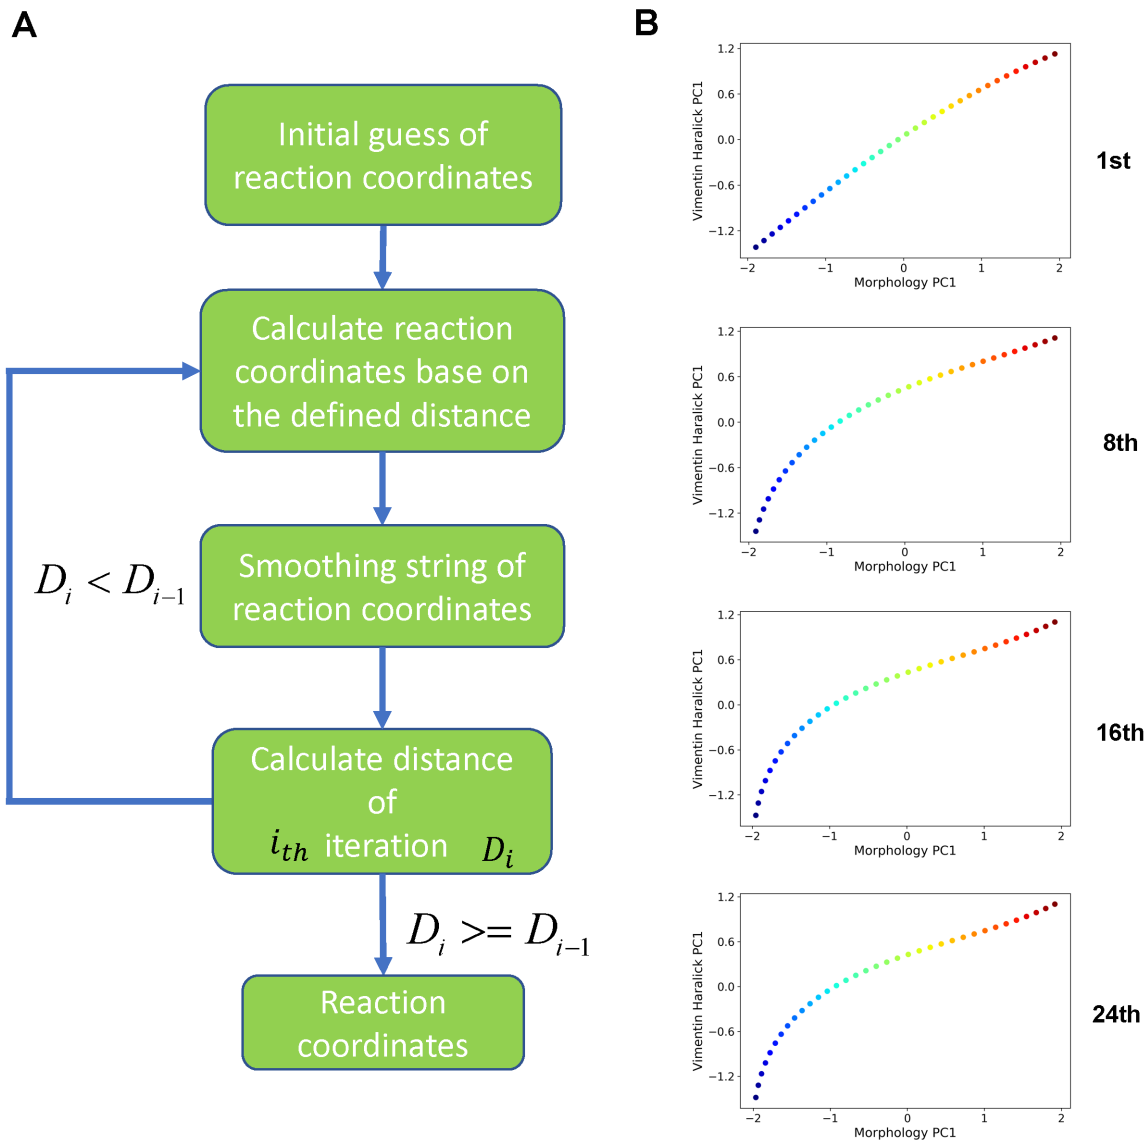 A
Initial guess of
reaction coordinates
Calculate reaction
coordinates base on
the defined distance
Smoothing string of
reaction coordinates
D_i < D_{i−1}
Calculate distance
of
i_{th} iteration D_i
D_i >= D_{i−1}
Reaction
coordinates
B
1.2
0.6
0.0
−0.6
−1.2
Vimentin Haralick PC1
−2 −1 0 1 2
Morphology PC1
1st
1.2
0.6
0.0
−0.6
−1.2
Vimentin Haralick PC1
−2 −1 0 1 2
Morphology PC1
8th
1.2
0.6
0.0
−0.6
−1.2
Vimentin Haralick PC1
−2 −1 0 1 2
Morphology PC1
16th
1.2
0.6
0.0
−0.6
−1.2
Vimentin Haralick PC1
−2 −1 0 1 2
Morphology PC1
24th